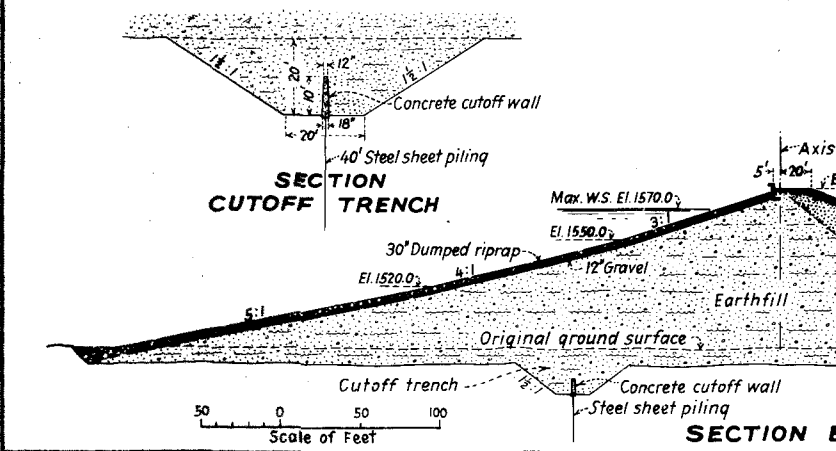 1½:1
20'
10'
12"
1½:1
Concrete cutoff wall
20'
18"
40' Steel sheet piling
SECTION
CUTOFF TRENCH
Axis
5'
20'
Max. W.S. El. 1570.0
3:
El. 1550.0
30" Dumped riprap
12" Gravel
El. 1520.0
4:1
5:1
Earthfill
Original ground surface
Cutoff trench
1½:1
Concrete cutoff wall
Steel sheet piling
50 0 50 100
Scale of Feet
SECTION